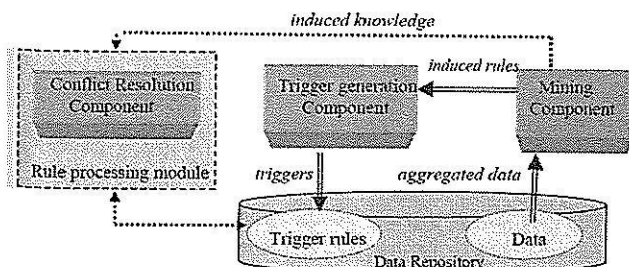 induced knowledge
induced rules
Conflict Resolution
Component
Trigger generation
Component
Mining
Component
Rule processing module
triggers
aggregated data
Trigger rules
Data
Data Repository